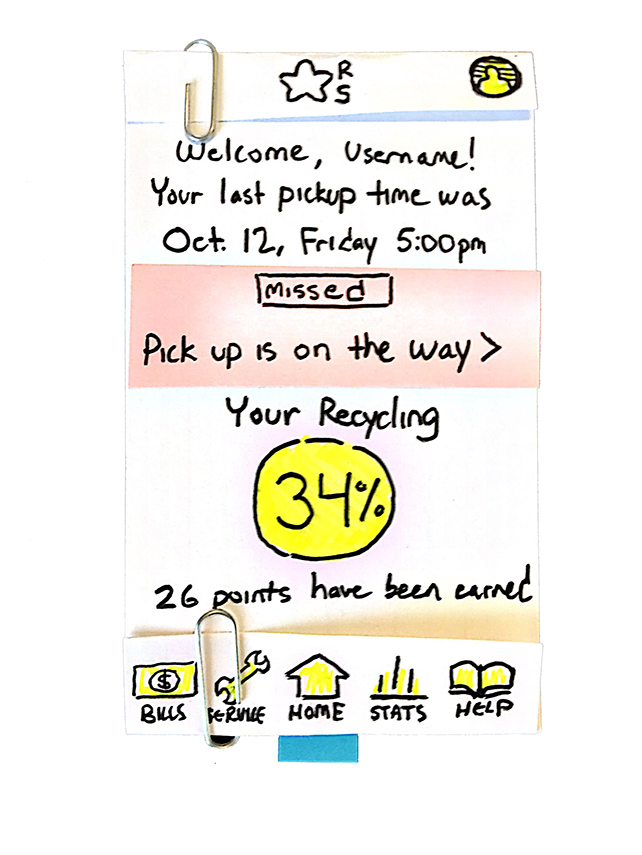 R
S
Welcome, Username!
Your last pickup time was
Oct. 12, Friday 5:00pm
Missed
Pick up is on the way >
Your Recycling
34%
26 points have been earned
$
BILLS SERVICE HOME STATS HELP